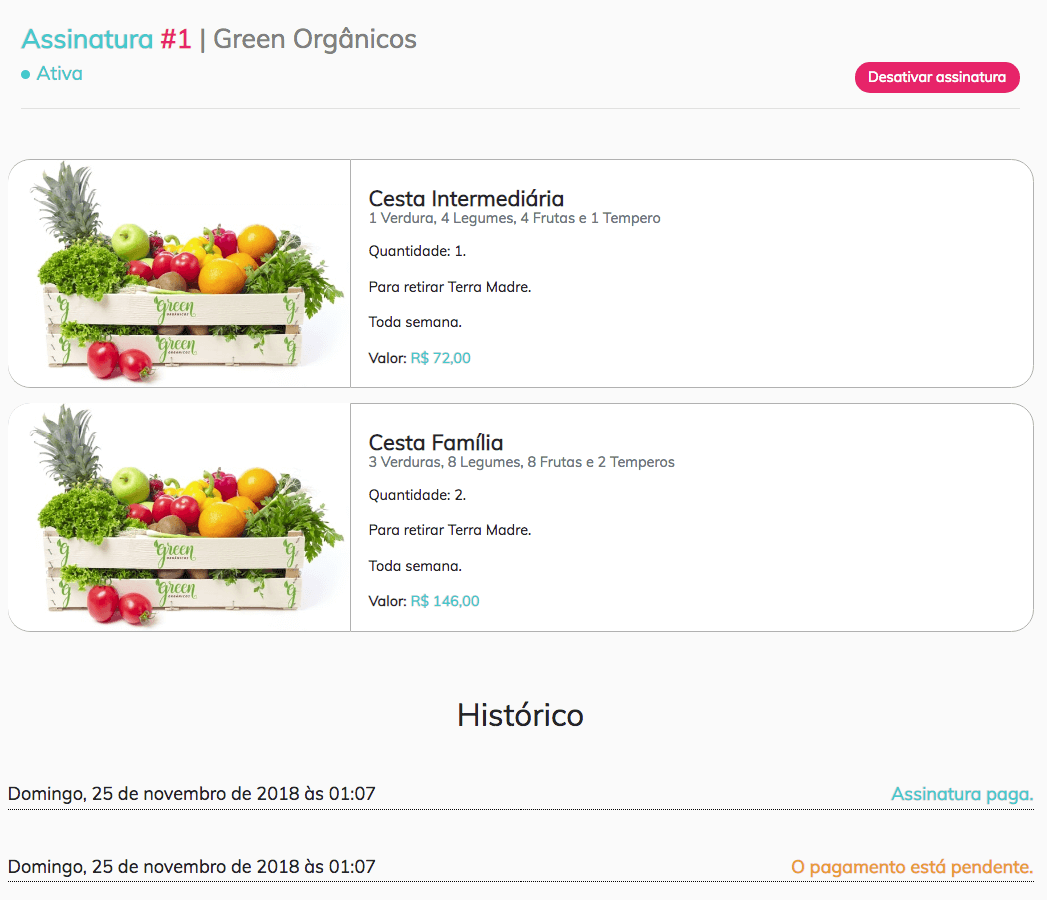 Assinatura #1 | Green Orgânicos
Ativa
Desativar assinatura
Cesta Intermediária
1 Verdura, 4 Legumes, 4 Frutas e 1 Tempero
Quantidade: 1.
Para retirar Terra Madre.
Toda semana.
Valor: R$ 72,00
g green g
ORGÂNICOS
g green g
ORGÂNICOS
Cesta Família
3 Verduras, 8 Legumes, 8 Frutas e 2 Temperos
Quantidade: 2.
Para retirar Terra Madre.
Toda semana.
Valor: R$ 146,00
g green g
ORGÂNICOS
g green g
ORGÂNICOS
Histórico
Domingo, 25 de novembro de 2018 às 01:07 Assinatura paga.
Domingo, 25 de novembro de 2018 às 01:07 O pagamento está pendente.